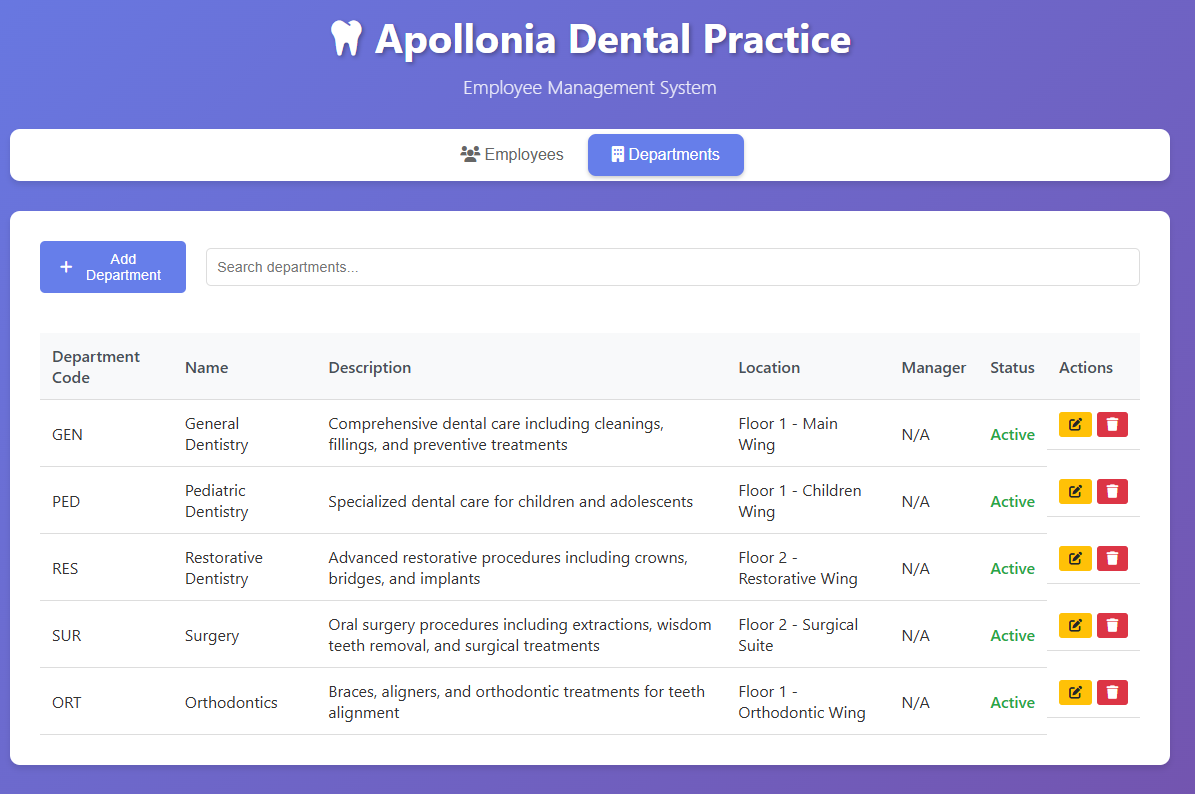 Apollonia Dental Practice
Employee Management System
Employees
Departments
Add
Department
Search departments...
Department
Code
Name
Description
Location
Manager
Status
Actions
GEN
General
Dentistry
Comprehensive dental care including cleanings,
fillings, and preventive treatments
Floor 1 - Main
Wing
N/A
Active
PED
Pediatric
Dentistry
Specialized dental care for children and adolescents
Floor 1 - Children
Wing
N/A
Active
RES
Restorative
Dentistry
Advanced restorative procedures including crowns,
bridges, and implants
Floor 2 -
Restorative Wing
N/A
Active
SUR
Surgery
Oral surgery procedures including extractions, wisdom
teeth removal, and surgical treatments
Floor 2 - Surgical
Suite
N/A
Active
ORT
Orthodontics
Braces, aligners, and orthodontic treatments for teeth
alignment
Floor 1 -
Orthodontic Wing
N/A
Active